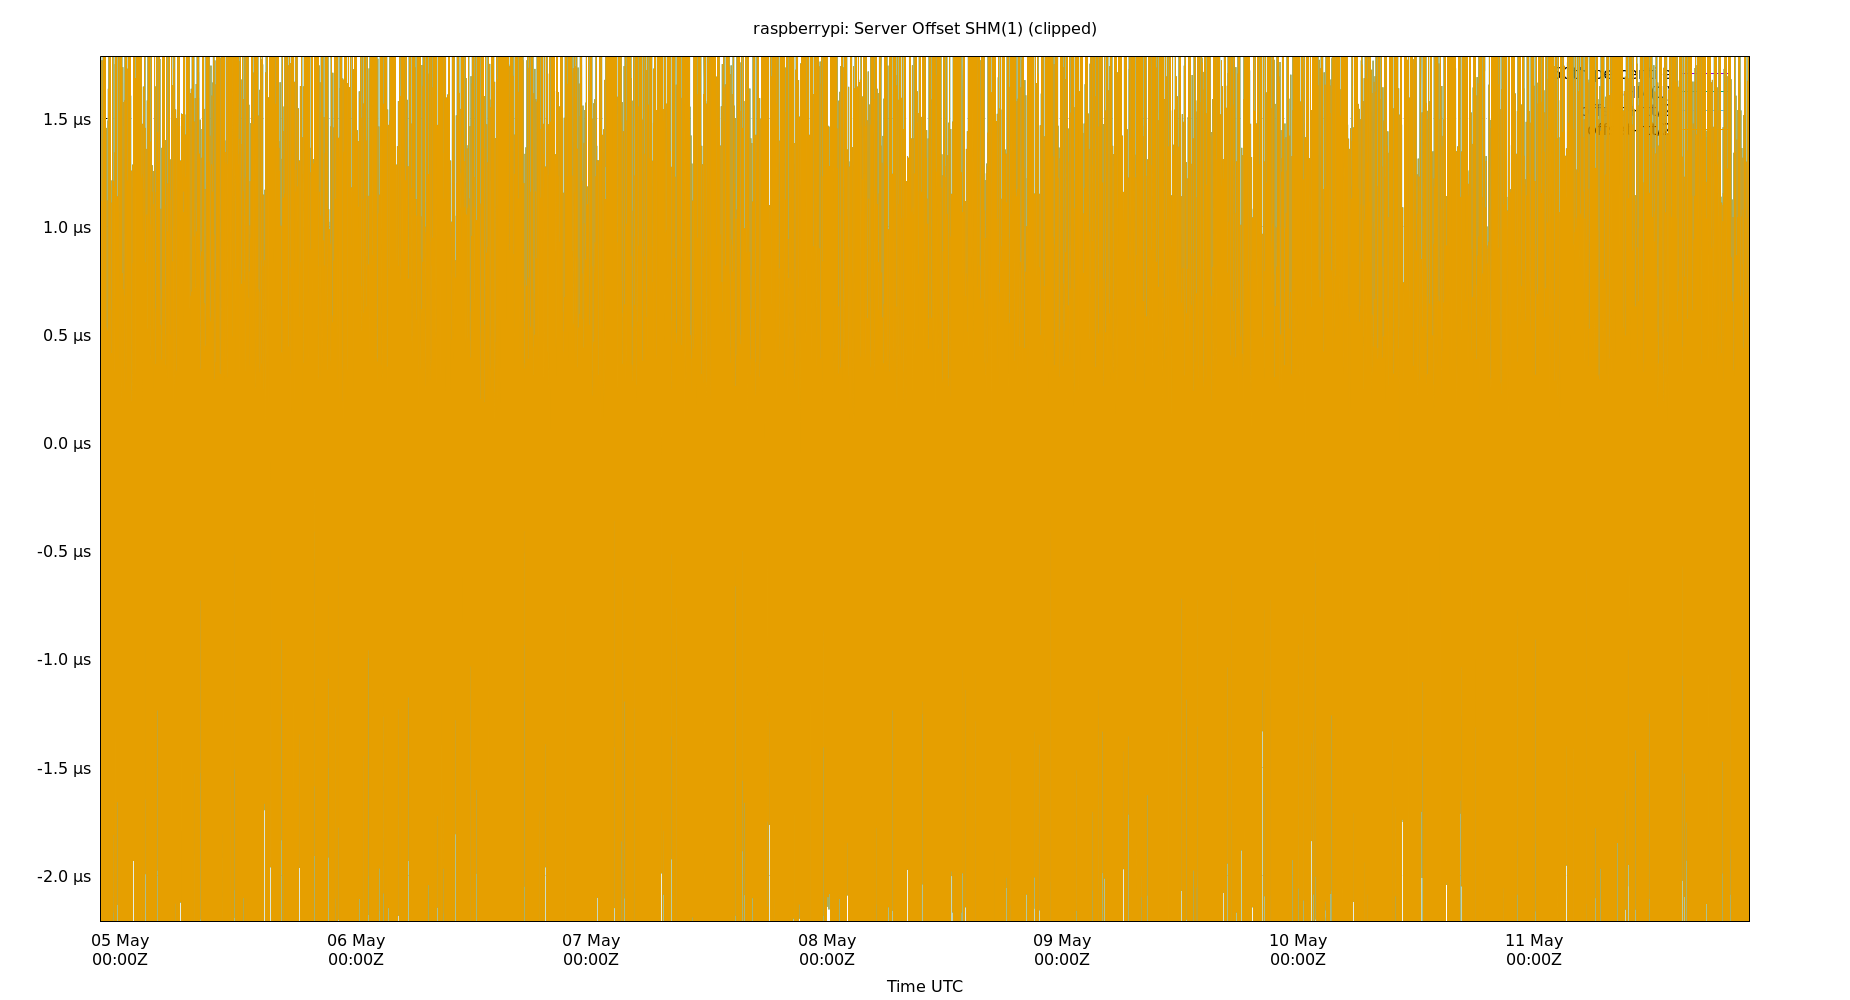 raspberrypi: Server Offset SHM(1) (clipped)
1.5 µs
1.0 µs
0.5 µs
0.0 µs
-0.5 µs
-1.0 µs
-1.5 µs
-2.0 µs
05 May 06 May 07 May 08 May 09 May 10 May 11 May
00:00Z 00:00Z 00:00Z 00:00Z 00:00Z 00:00Z 00:00Z
Time UTC